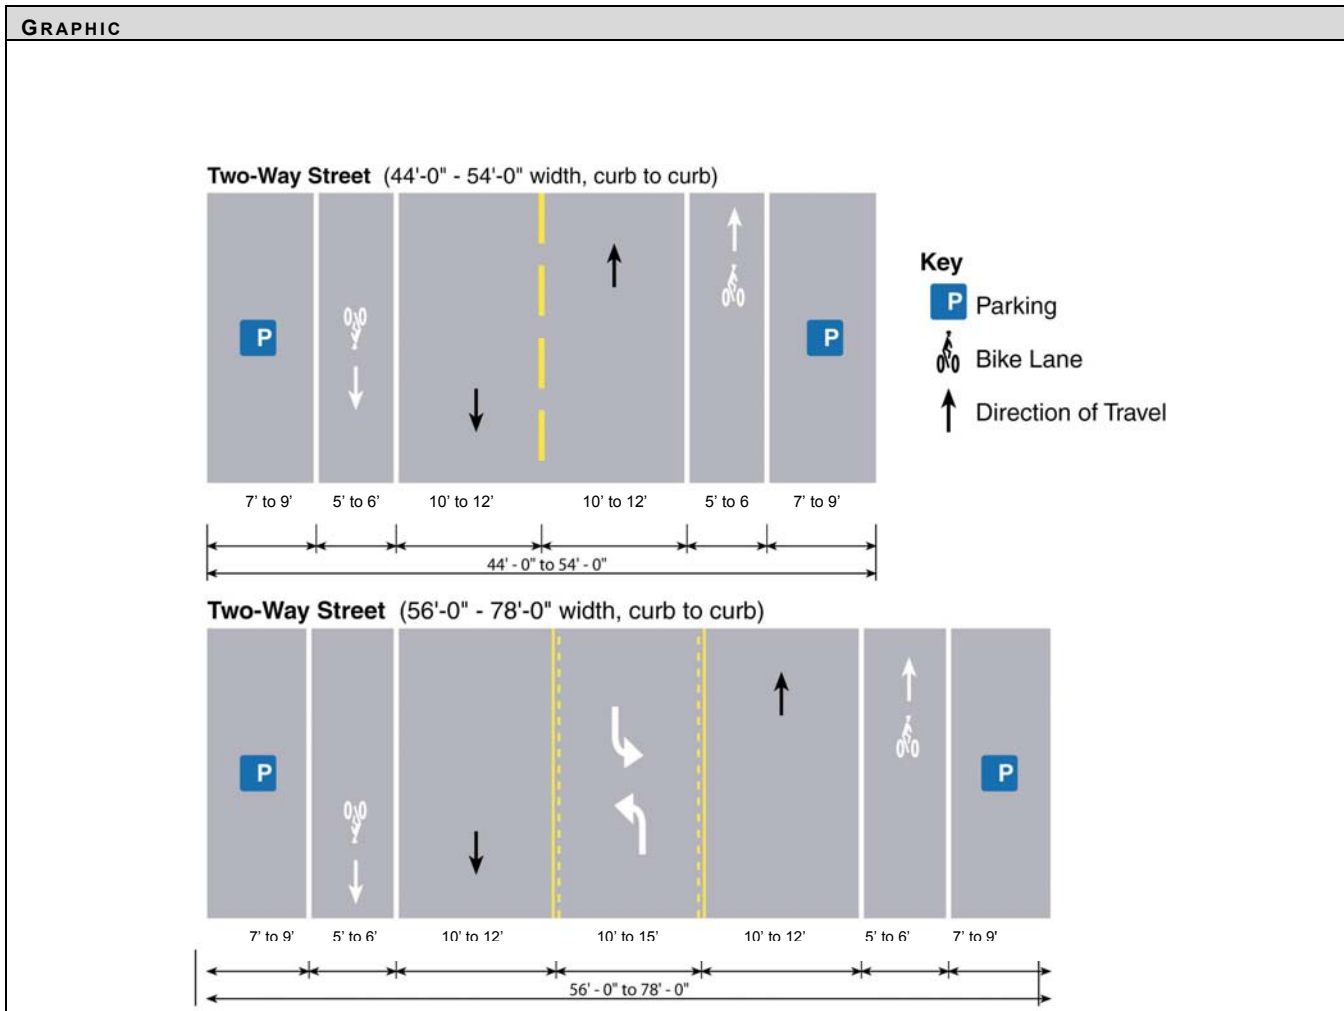 GRAPHIC
Two-Way Street (44'-0" - 54'-0" width, curb to curb)
P
P
Key
P Parking
Bike Lane
Direction of Travel
7’ to 9’ 5’ to 6’ 10’ to 12’ 10’ to 12’ 5’ to 6 7’ to 9’
44' - 0" to 54' - 0"
Two-Way Street (56'-0" - 78'-0" width, curb to curb)
P
P
7’ to 9’ 5’ to 6’ 10’ to 12’ 10’ to 15’ 10’ to 12’ 5’ to 6’ 7’ to 9'
56' - 0" to 78' - 0"